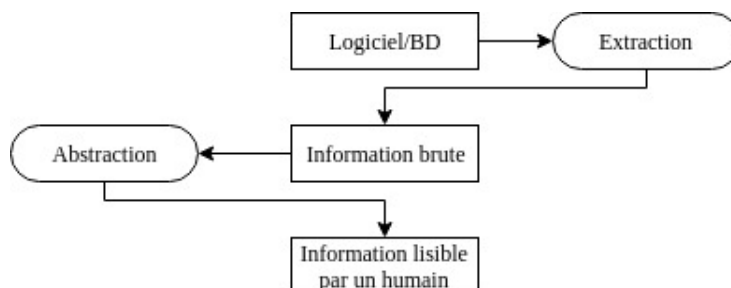 Logiciel/BD
Extraction
Abstraction
Information brute
Information lisible
par un humain